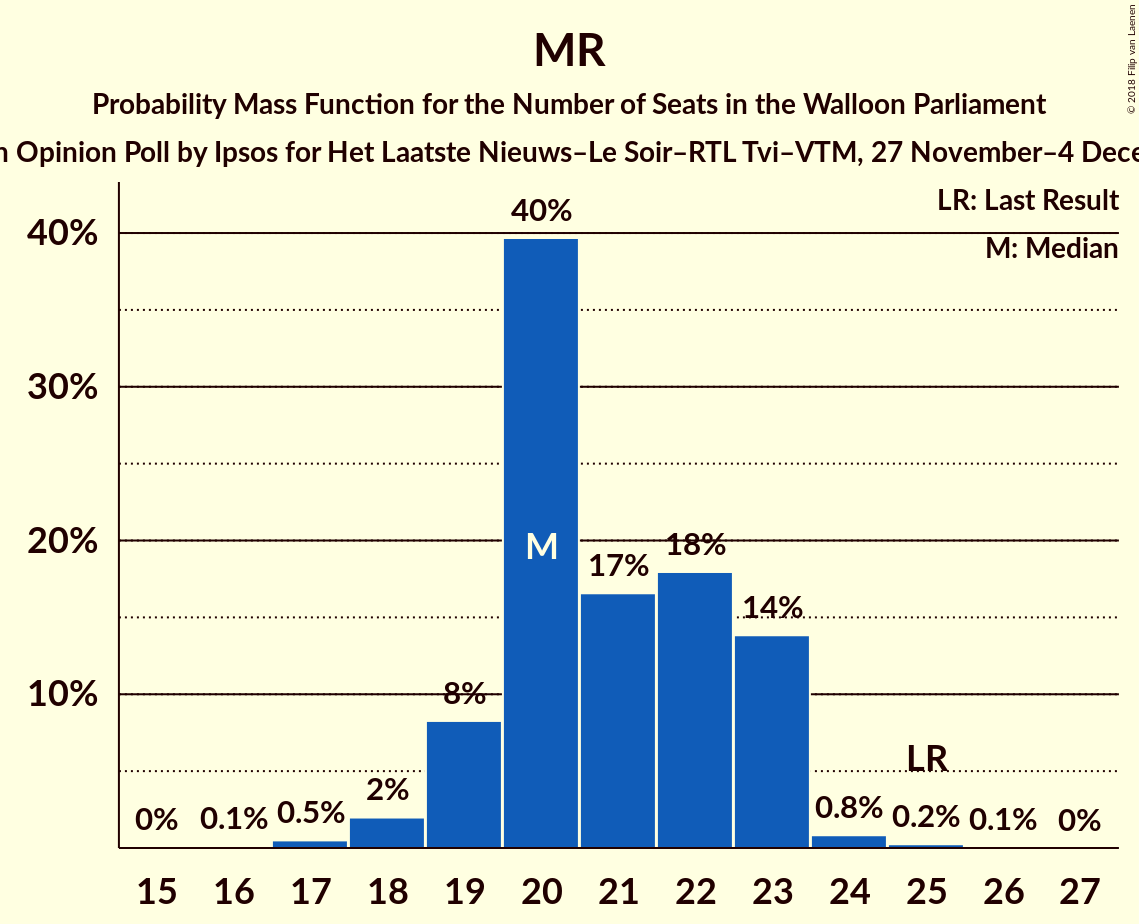 © 2018 Filip van Laenen
MR
Probability Mass Function for the Number of Seats in the Walloon Parliament
n Opinion Poll by Ipsos for Het Laatste Nieuws–Le Soir–RTL Tvi–VTM, 27 November–4 Dece
LR: Last Result
M: Median
40%
40%
30%
20%
10%
0%
0.1%
0.5%
2%
8%
M
17%
18%
14%
0.8%
LR
0.2%
0.1%
0%
15 16 17 18 19 20 21 22 23 24 25 26 27